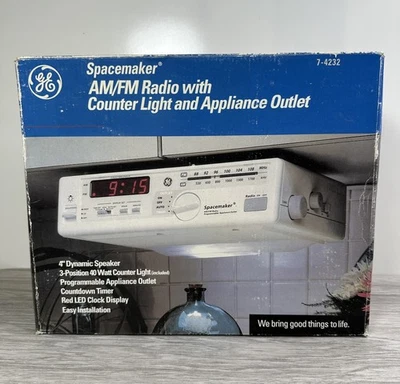 GE
Spacemaker®
AM/FM Radio with
Counter Light and Appliance Outlet
7-4232
9:15
Spacemaker®
4" Dynamic Speaker
3-Position 40 Watt Counter Light (included)
Programmable Appliance Outlet
Countdown Timer
Red LED Clock Display
Easy Installation
We bring good things to life.